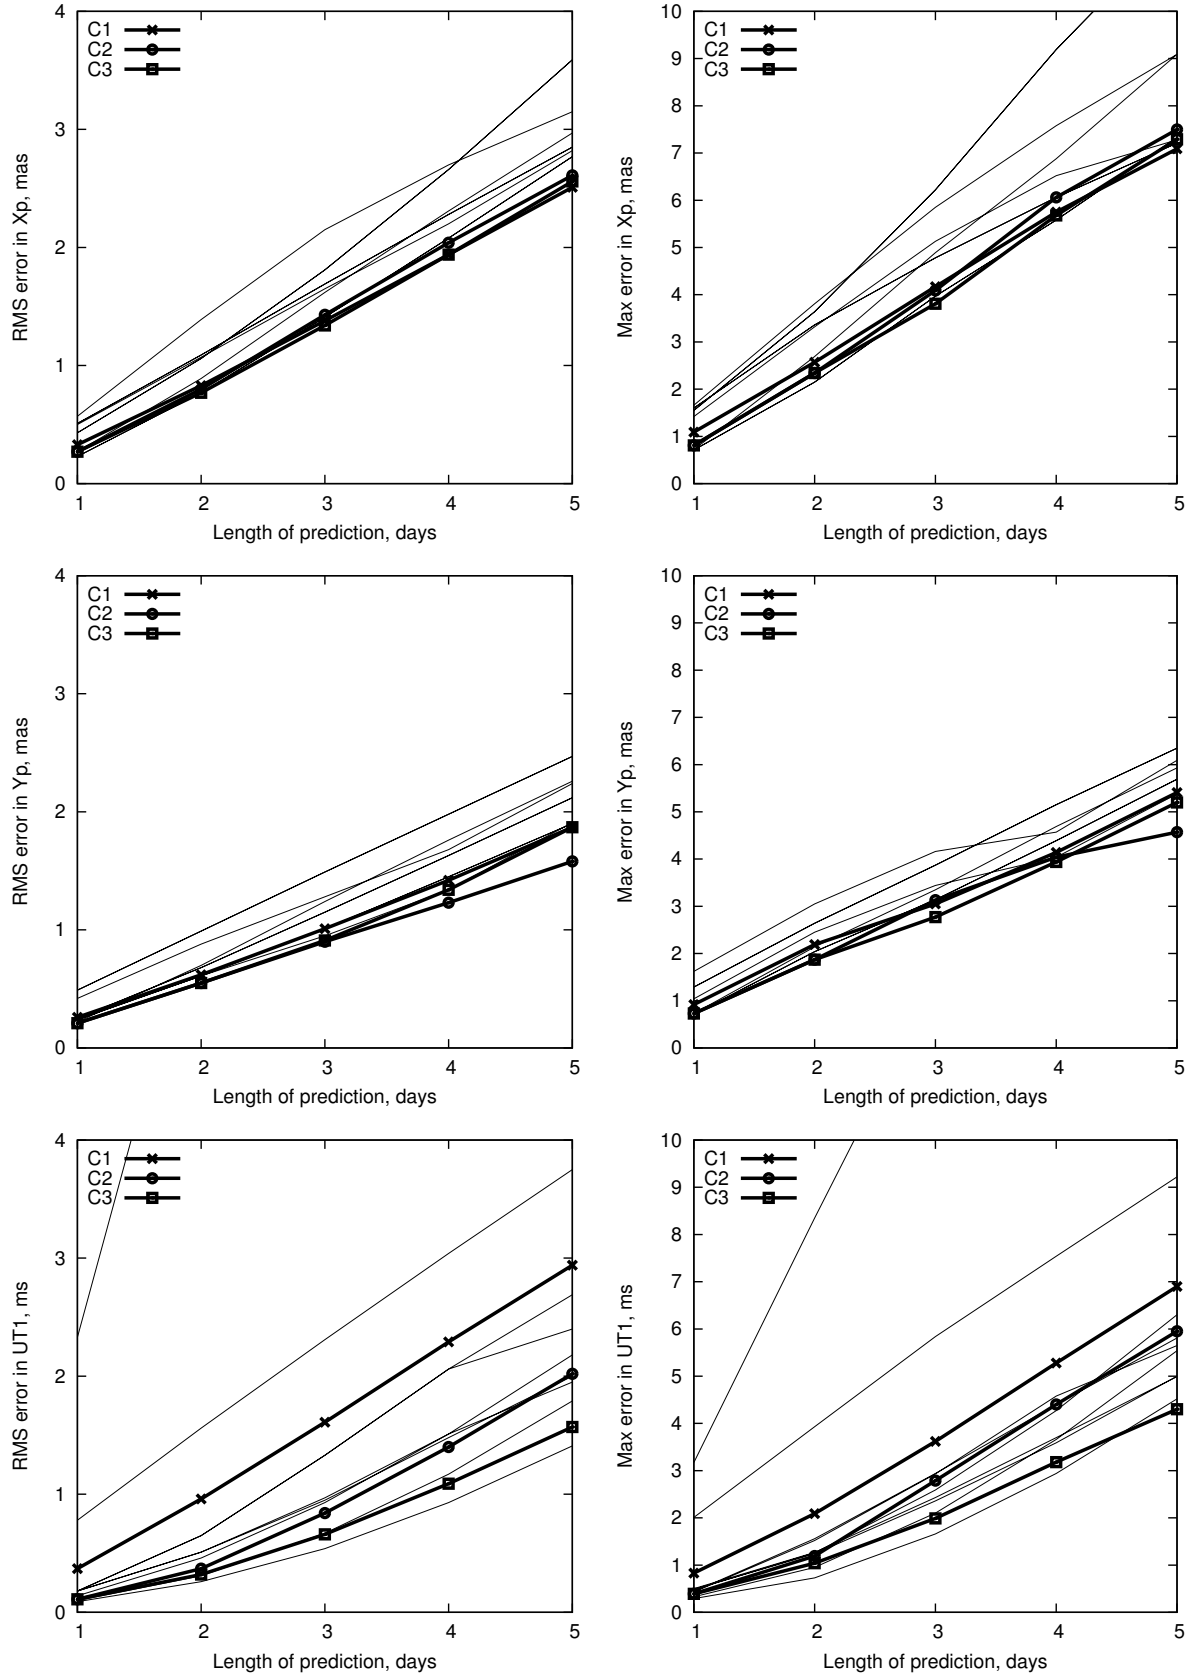 RMS error in Xp, mas
4
3
2
1
0
C1
C2
C3
1 2 3 4 5
Length of prediction, days
Max error in Xp, mas
10
9
8
7
6
5
4
3
2
1
0
C1
C2
C3
1 2 3 4 5
Length of prediction, days
RMS error in Yp, mas
4
3
2
1
0
C1
C2
C3
1 2 3 4 5
Length of prediction, days
Max error in Yp, mas
10
9
8
7
6
5
4
3
2
1
0
C1
C2
C3
1 2 3 4 5
Length of prediction, days
RMS error in UT1, ms
4
3
2
1
0
C1
C2
C3
1 2 3 4 5
Length of prediction, days
Max error in UT1, ms
10
9
8
7
6
5
4
3
2
1
0
C1
C2
C3
1 2 3 4 5
Length of prediction, days